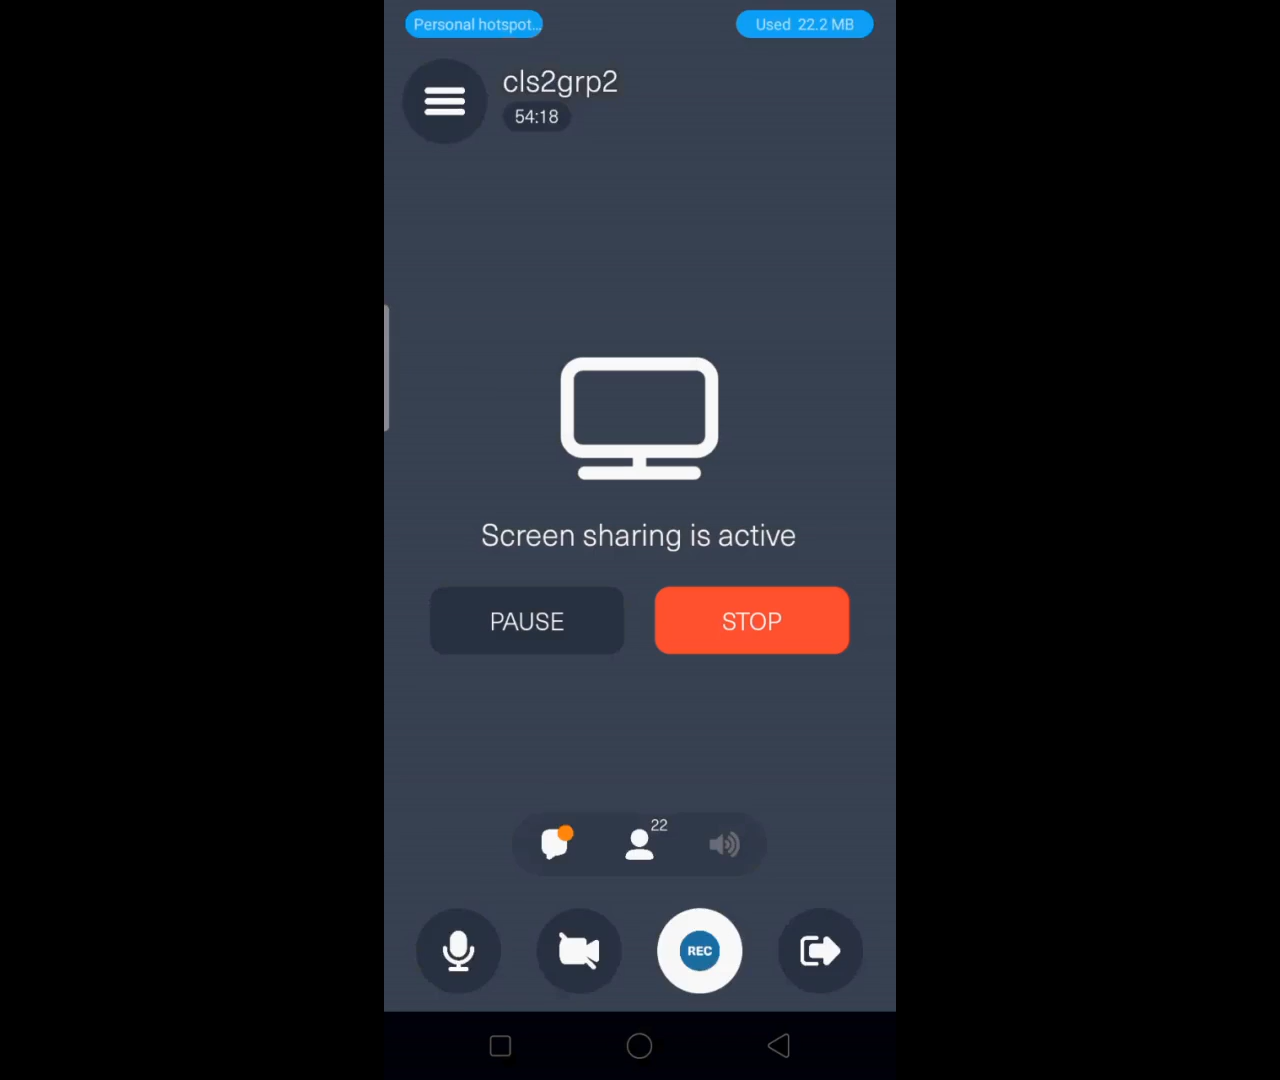 Personal hotspot...
Used 22.2 MB
cls2grp2
54:18
Screen sharing is active
PAUSE
STOP
22
REC